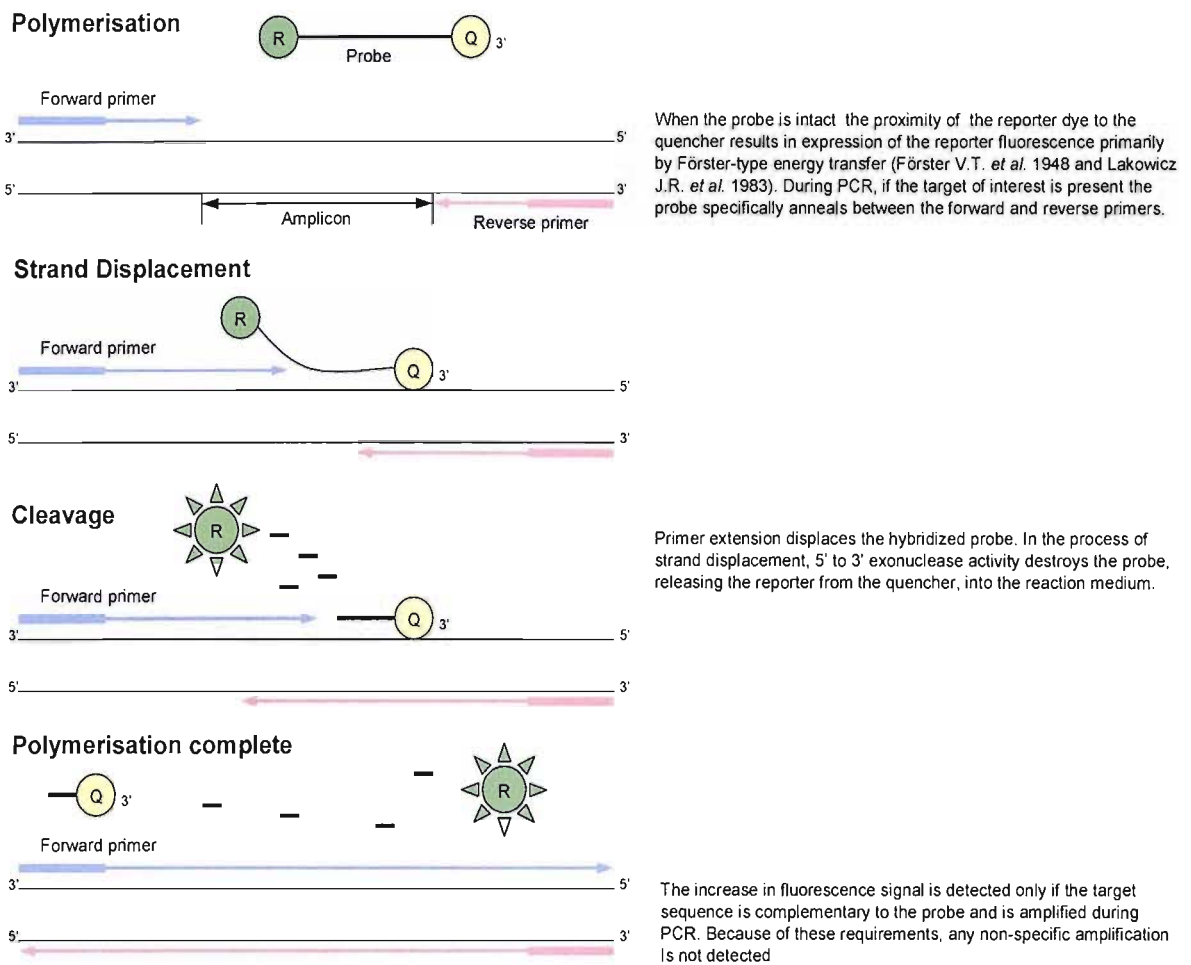 Polymerisation
R
Q
3'
Probe
Forward primer
3'
5'
5'
3'
Amplicon
Reverse primer
When the probe is intact the proximity of the reporter dye to the
quencher results in expression of the reporter fluorescence primarily
by Förster-type energy transfer (Förster V.T. et al. 1948 and Lakowicz
J.R. et al. 1983). During PCR, if the target of interest is present the
probe specifically anneals between the forward and reverse primers.
Strand Displacement
R
Forward primer
Q
3'
3'
5'
5'
3'
Cleavage
R
Forward primer
Q
3'
3'
5'
5'
3'
Primer extension displaces the hybridized probe. In the process of
strand displacement, 5' to 3' exonuclease activity destroys the probe,
releasing the reporter from the quencher, into the reaction medium.
Polymerisation complete
Q
3'
R
Forward primer
3'
5'
5'
3'
The increase in fluorescence signal is detected only if the target
sequence is complementary to the probe and is amplified during
PCR. Because of these requirements, any non-specific amplification
Is not detected